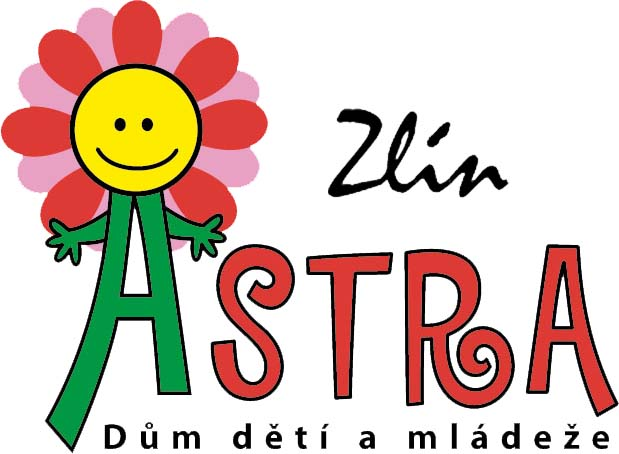 Zlín
ASTRA
Dům dětí a mládeže